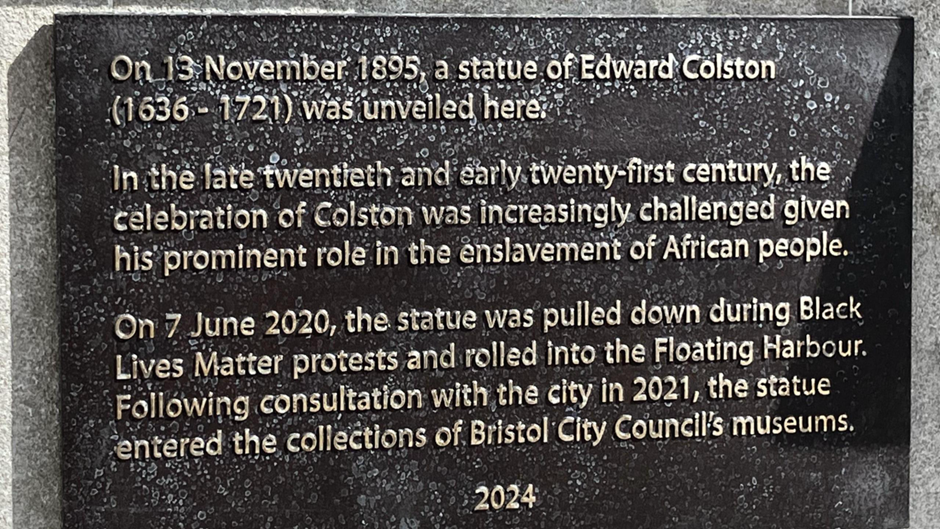 On 13 November 1895, a statue of Edward Colston
(1636 - 1721) was unveiled here.
In the late twentieth and early twenty-first century, the
celebration of Colston was increasingly challenged given
his prominent role in the enslavement of African people.
On 7 June 2020, the statue was pulled down during Black
Lives Matter protests and rolled into the Floating Harbour.
Following consultation with the city in 2021, the statue
entered the collections of Bristol City Council's museums.
2024